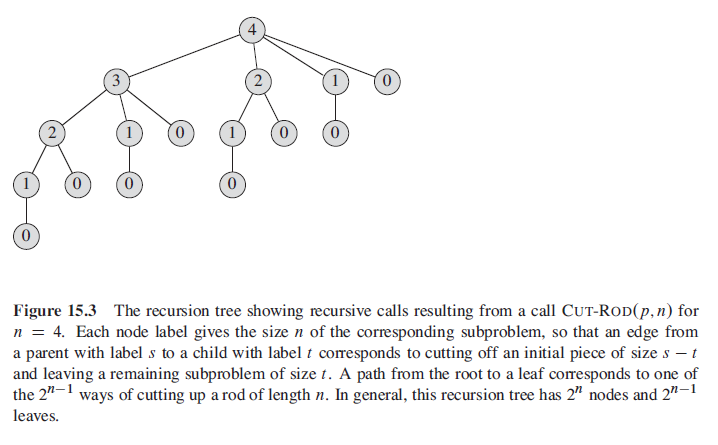 4
3 2 1 0
2 1 0 1 0 0
1 0 0 0
0
Figure 15.3 The recursion tree showing recursive calls resulting from a call CUT-ROD(p, n) for
n = 4. Each node label gives the size n of the corresponding subproblem, so that an edge from
a parent with label s to a child with label t corresponds to cutting off an initial piece of size s − t
and leaving a remaining subproblem of size t. A path from the root to a leaf corresponds to one of
the 2ⁿ⁻¹ ways of cutting up a rod of length n. In general, this recursion tree has 2ⁿ nodes and 2ⁿ⁻¹
leaves.